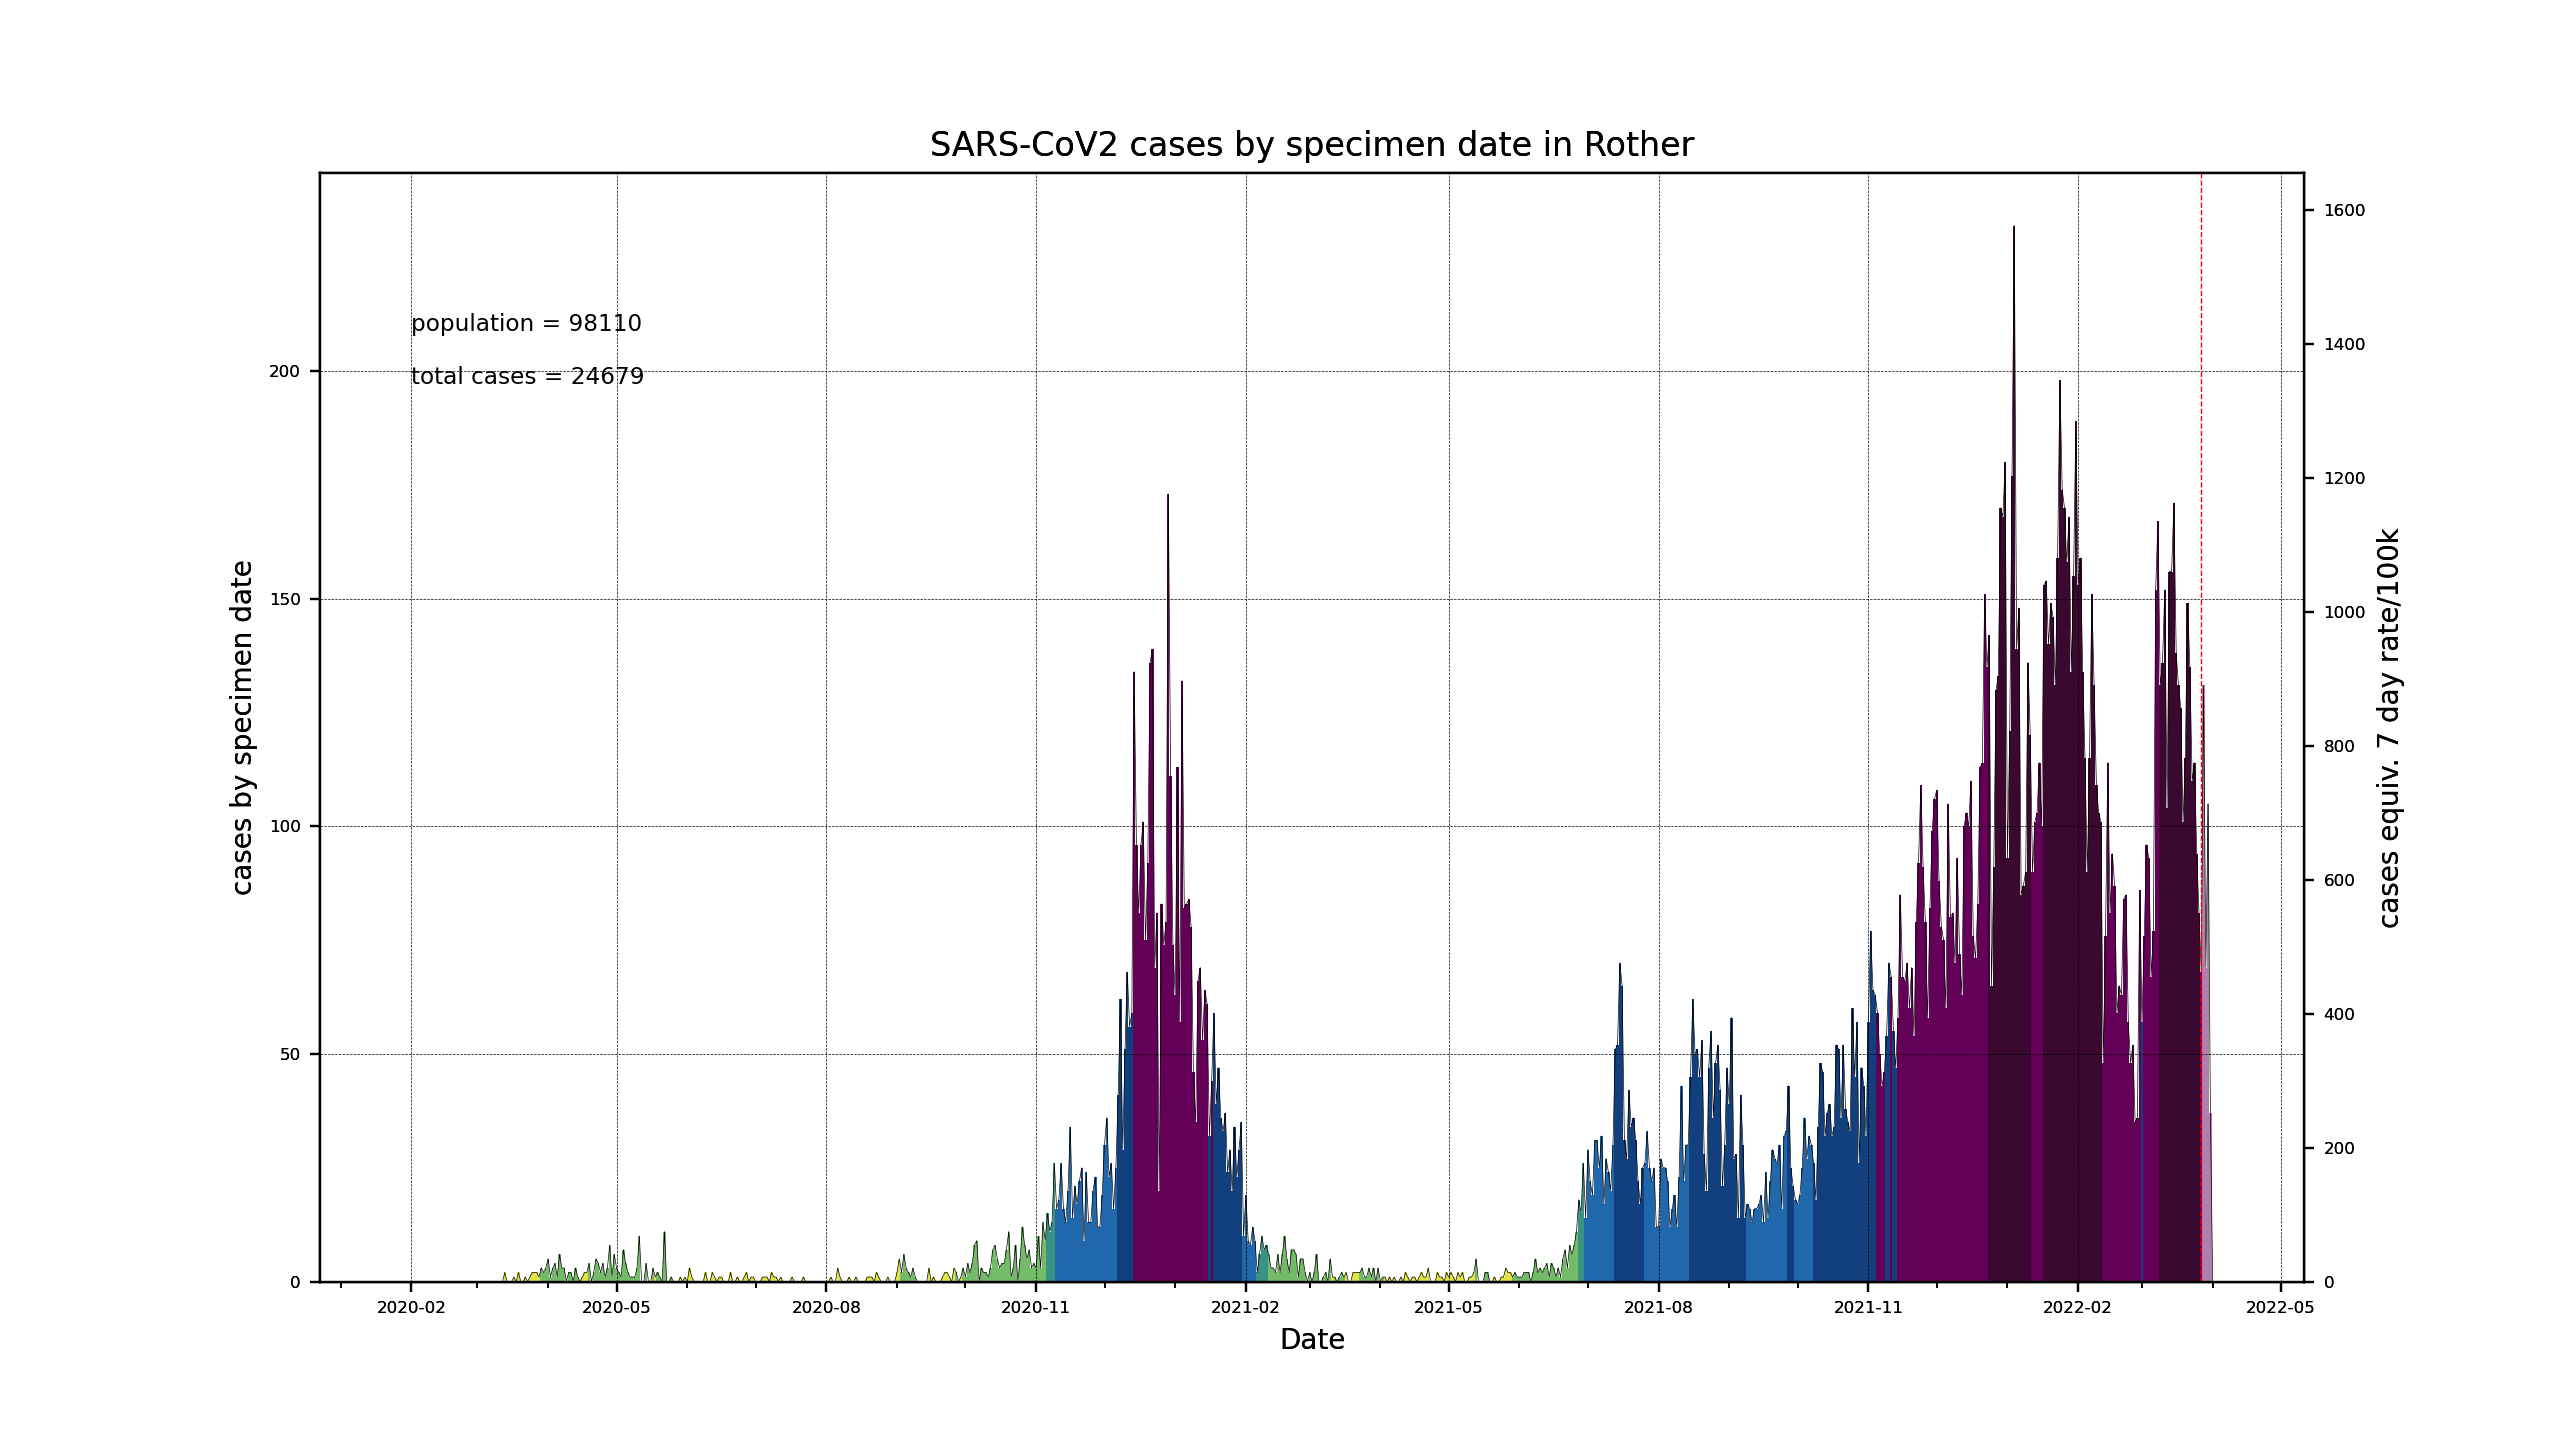 SARS-CoV2 cases by specimen date in Rother
population = 98110
total cases = 24679
cases by specimen date
200
150
100
50
0
1600
1400
1200
1000
800
600
400
200
0
cases equiv. 7 day rate/100k
2020-02 2020-05 2020-08 2020-11 2021-02 2021-05 2021-08 2021-11 2022-02 2022-05
Date